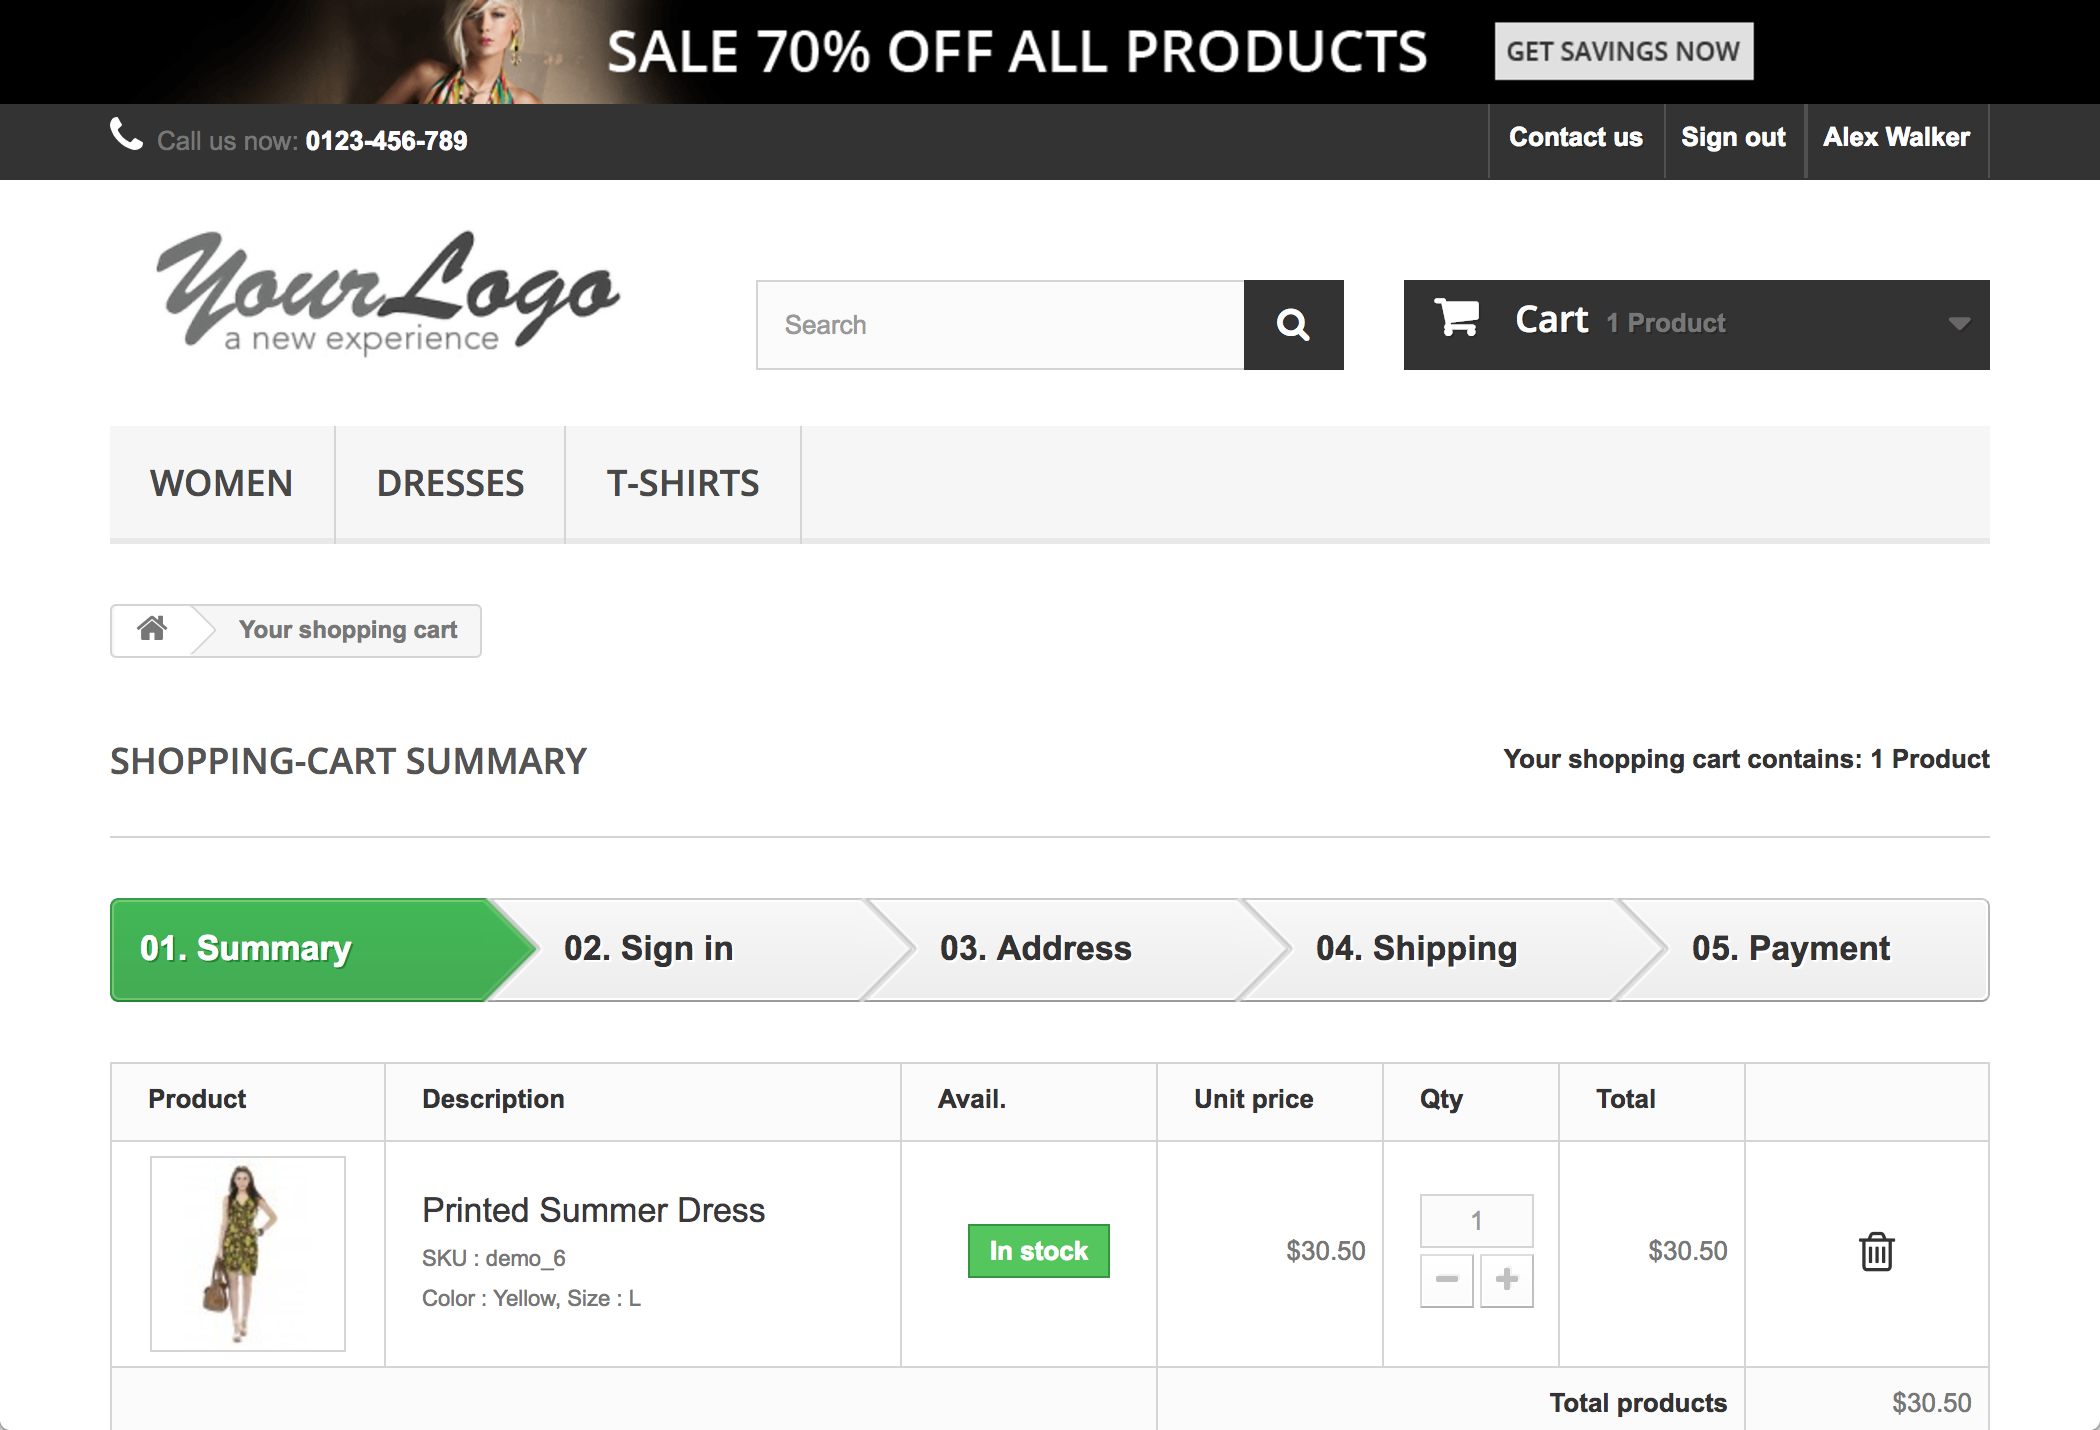 SALE 70% OFF ALL PRODUCTS GET SAVINGS NOW
Call us now: 0123-456-789 Contact us Sign out Alex Walker
YourLogo
a new experience
Search
Cart 1 Product
WOMEN DRESSES T-SHIRTS
Your shopping cart
SHOPPING-CART SUMMARY Your shopping cart contains: 1 Product
01. Summary 02. Sign in 03. Address 04. Shipping 05. Payment
Product Description Avail. Unit price Qty Total
Printed Summer Dress
SKU : demo_6
Color : Yellow, Size : L
In stock
$30.50
1
$30.50
Total products $30.50